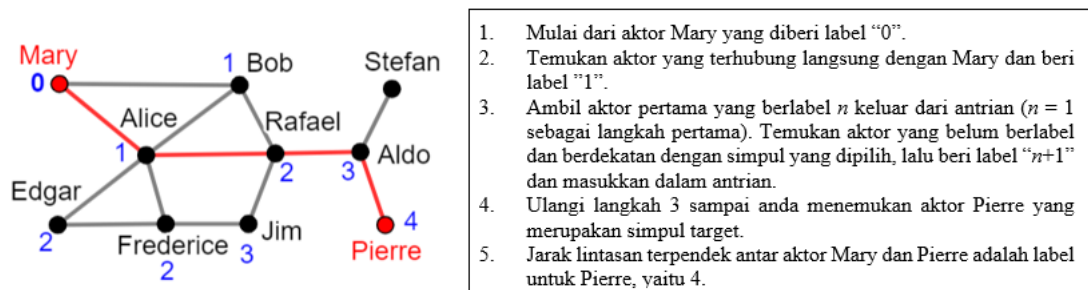 Mary
0
1 Bob
Stefan
Alice
Rafael
1
2
3
Aldo
Edgar
2
Frederice
2
Jim
3
4
Pierre
1. Mulai dari aktor Mary yang diberi label “0”.
2. Temukan aktor yang terhubung langsung dengan Mary dan beri
label ”1”.
3. Ambil aktor pertama yang berlabel n keluar dari antrian (n = 1
sebagai langkah pertama). Temukan aktor yang belum berlabel
dan berdekatan dengan simpul yang dipilih, lalu beri label “n+1”
dan masukkan dalam antrian.
4. Ulangi langkah 3 sampai anda menemukan aktor Pierre yang
merupakan simpul target.
5. Jarak lintasan terpendek antar aktor Mary dan Pierre adalah label
untuk Pierre, yaitu 4.